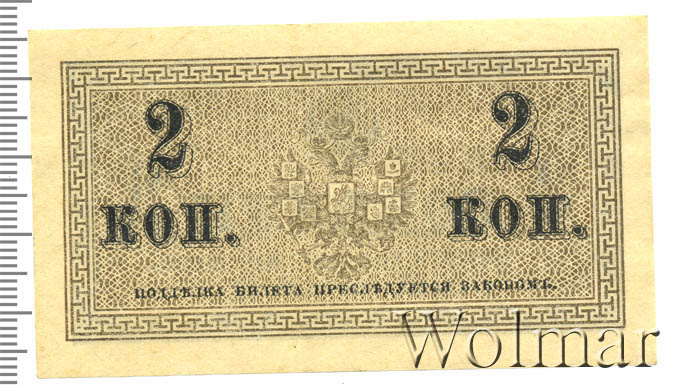 2 2
КОП. КОП.
ПОДДѢЛКА БИЛЕТА ПРЕСЛѢДУЕТСЯ ЗАКОНОМЪ.
Wolmar